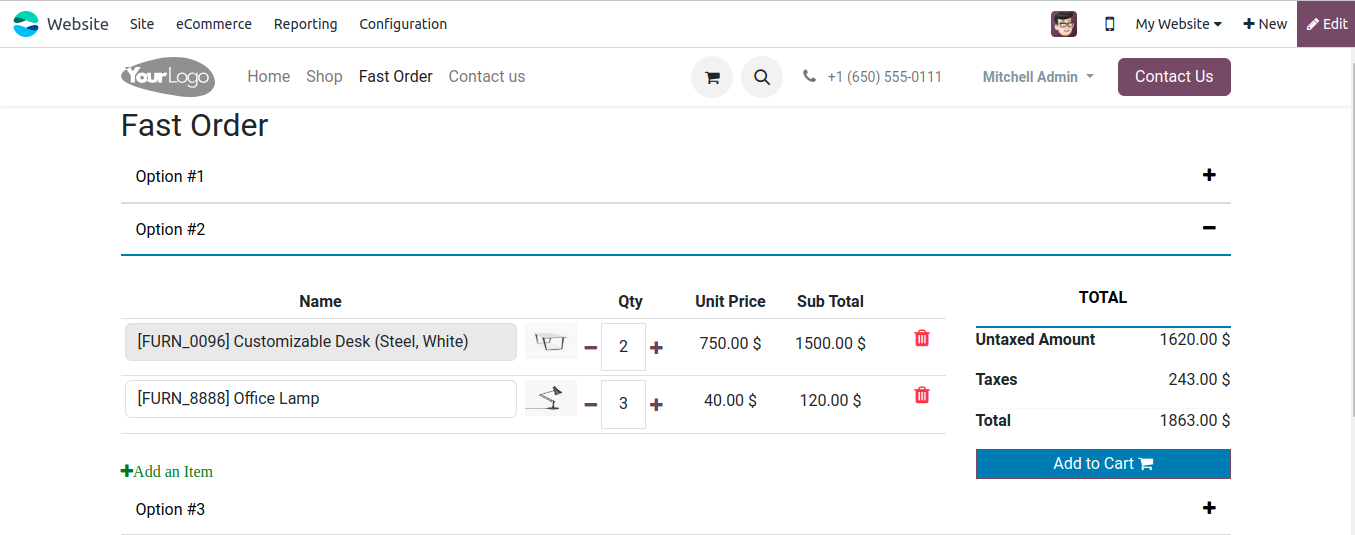 Website Site eCommerce Reporting Configuration My Website New Edit
YourLogo Home Shop Fast Order Contact us +1 (650) 555-0111 Mitchell Admin Contact Us
Fast Order
Option #1
Option #2
Name Qty Unit Price Sub Total
[FURN_0096] Customizable Desk (Steel, White) 2 750.00 $ 1500.00 $
[FURN_8888] Office Lamp 3 40.00 $ 120.00 $
Add an Item
TOTAL
Untaxed Amount 1620.00 $
Taxes 243.00 $
Total 1863.00 $
Add to Cart
Option #3